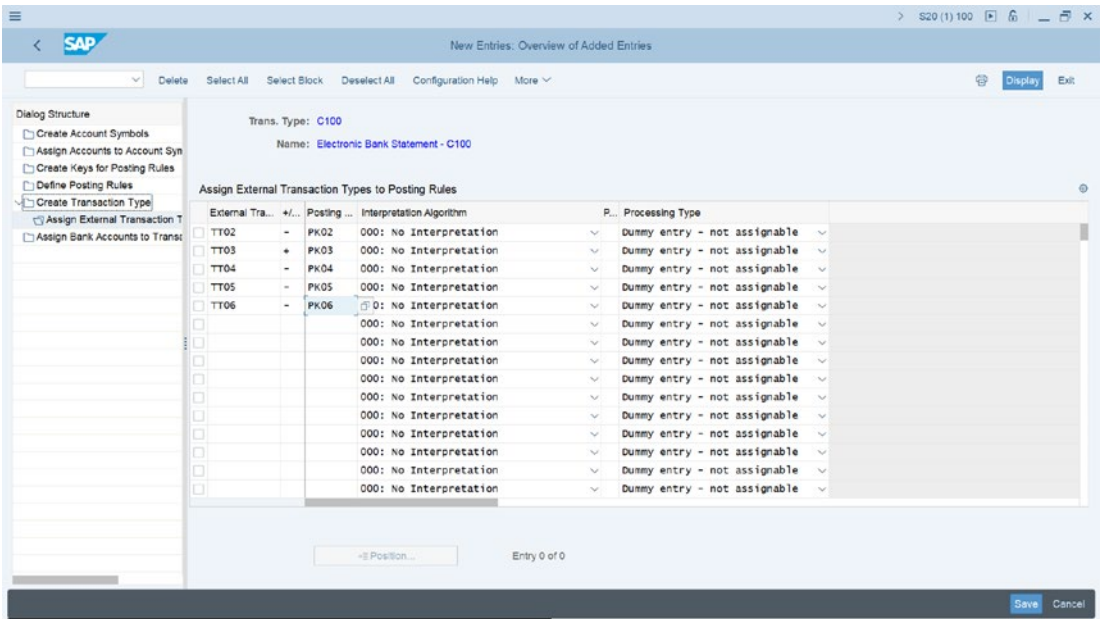 S20 (1) 100
SAP
New Entries: Overview of Added Entries
Delete Select All Select Block Deselect All Configuration Help More Display Exit
Dialog Structure
Create Account Symbols
Assign Accounts to Account Sym
Create Keys for Posting Rules
Define Posting Rules
Create Transaction Type
Assign External Transaction T
Assign Bank Accounts to Transa
Trans. Type: C100
Name: Electronic Bank Statement - C100
Assign External Transaction Types to Posting Rules
External Tra... +/... Posting ... Interpretation Algorithm P... Processing Type
TT02 - PK02 000: No Interpretation Dummy entry - not assignable
TT03 + PK03 000: No Interpretation Dummy entry - not assignable
TT04 - PK04 000: No Interpretation Dummy entry - not assignable
TT05 - PK05 000: No Interpretation Dummy entry - not assignable
TT06 - PK06 0: No Interpretation Dummy entry - not assignable
000: No Interpretation Dummy entry - not assignable
000: No Interpretation Dummy entry - not assignable
000: No Interpretation Dummy entry - not assignable
000: No Interpretation Dummy entry - not assignable
000: No Interpretation Dummy entry - not assignable
000: No Interpretation Dummy entry - not assignable
000: No Interpretation Dummy entry - not assignable
000: No Interpretation Dummy entry - not assignable
000: No Interpretation Dummy entry - not assignable
000: No Interpretation Dummy entry - not assignable
Position... Entry 0 of 0
Save Cancel